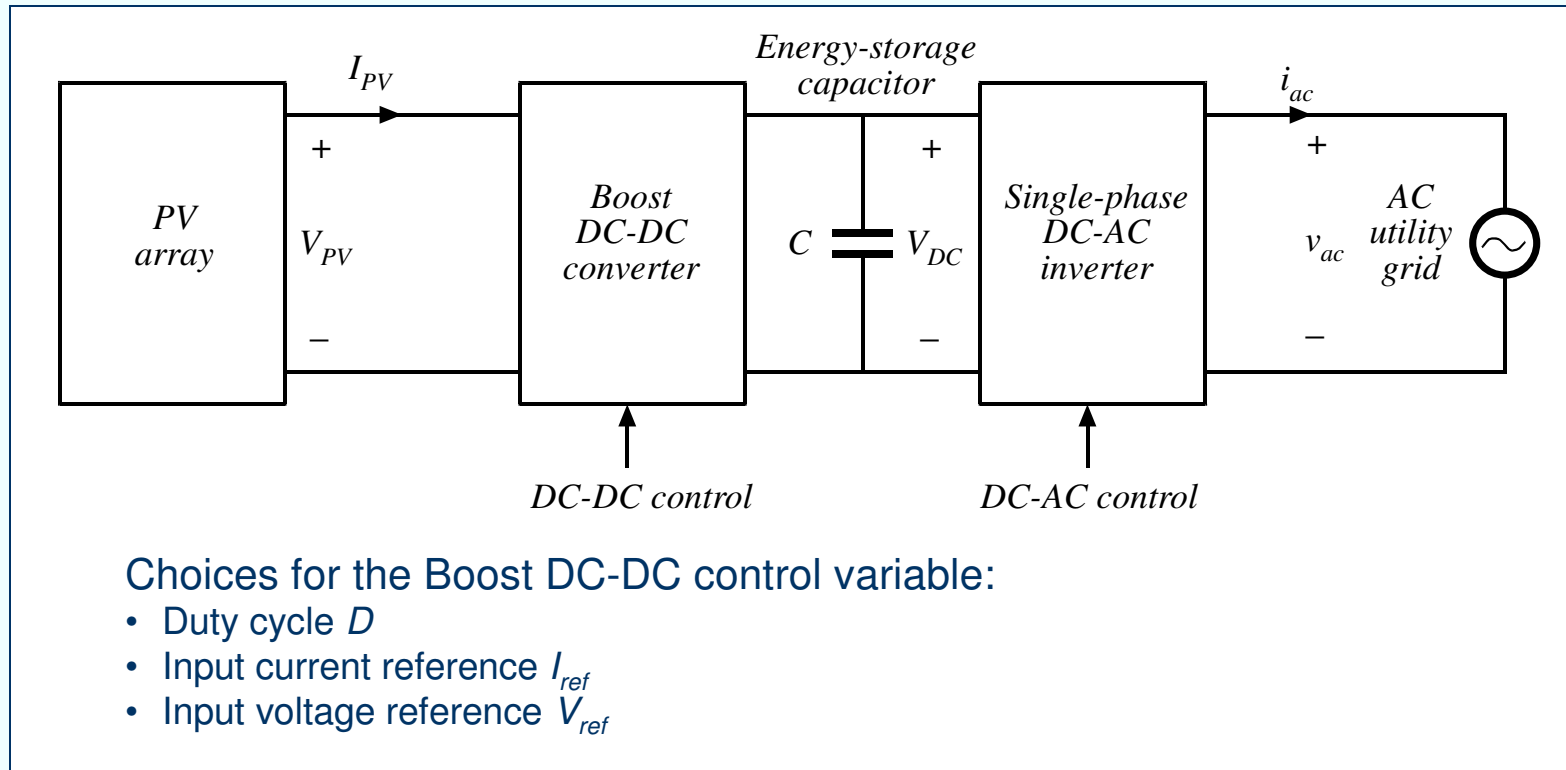 Energy-storage
capacitor
I_PV
i_ac
+
+
+
PV
array
V_PV
Boost
DC-DC
converter
C
V_DC
Single-phase
DC-AC
inverter
v_ac
AC
utility
grid
–
–
–
DC-DC control
DC-AC control
Choices for the Boost DC-DC control variable:
• Duty cycle D
• Input current reference I_ref
• Input voltage reference V_ref